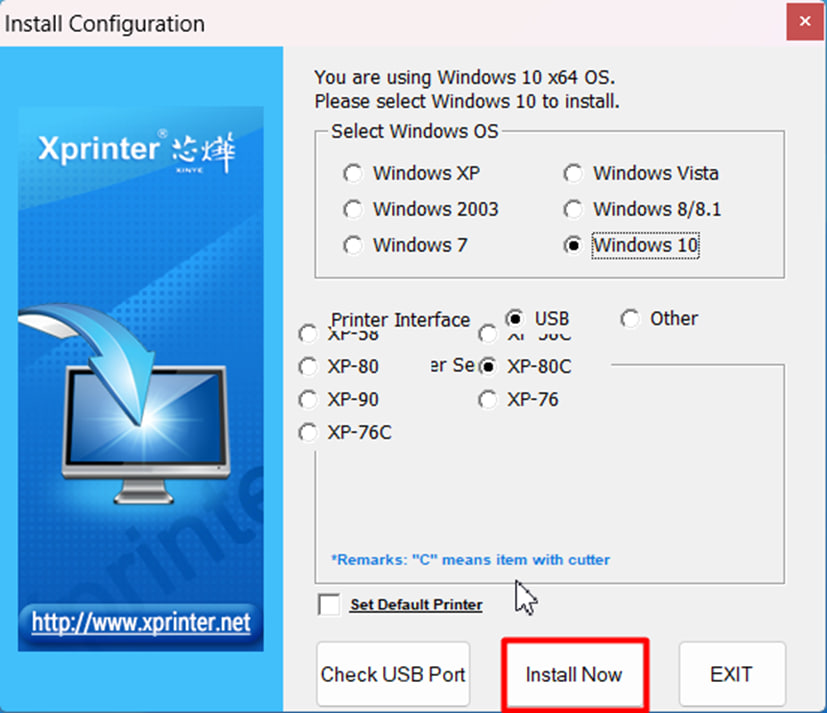 Install Configuration
Xprinter® 芯烨
XINYE
http://www.xprinter.net
You are using Windows 10 x64 OS.
Please select Windows 10 to install.
Select Windows OS
Windows XP
Windows Vista
Windows 2003
Windows 8/8.1
Windows 7
Windows 10
Printer Interface
USB
Other
XP-58
XP-58C
XP-80
er Se
XP-80C
XP-90
XP-76
XP-76C
*Remarks: "C" means item with cutter
Set Default Printer
Check USB Port
Install Now
EXIT